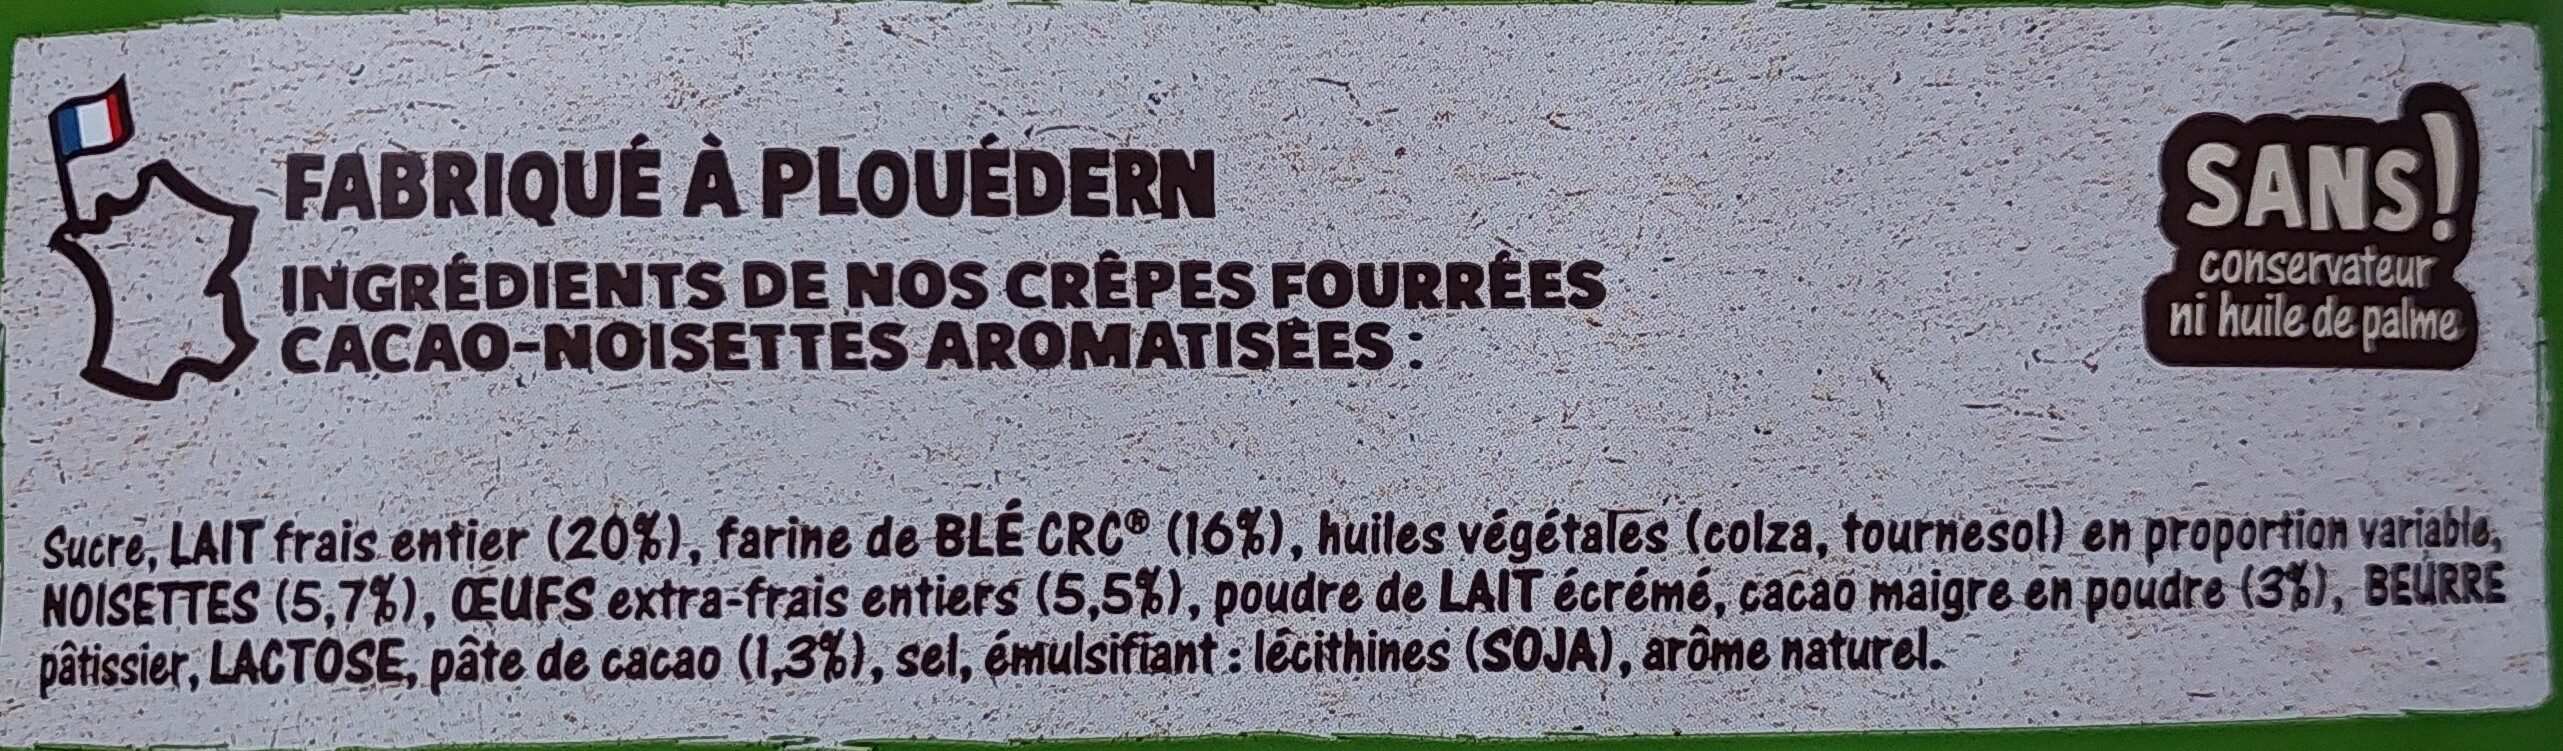 FABRIQUÉ À PLOUÉDERN
INGRÉDIENTS DE NOS CRÊPES FOURRÉES
CACAO-NOISETTES AROMATISÉES :
SANS!
conservateur
ni huile de palme
Sucre, LAIT frais entier (20%), farine de BLÉ CRC® (16%), huiles végétales (colza, tournesol) en proportion variable,
NOISETTES (5,7%), ŒUFS extra-frais entiers (5,5%), poudre de LAIT écrémé, cacao maigre en poudre (3%), BEURRE
pâtissier, LACTOSE, pâte de cacao (1,3%), sel, émulsifiant : lécithines (SOJA), arôme naturel.